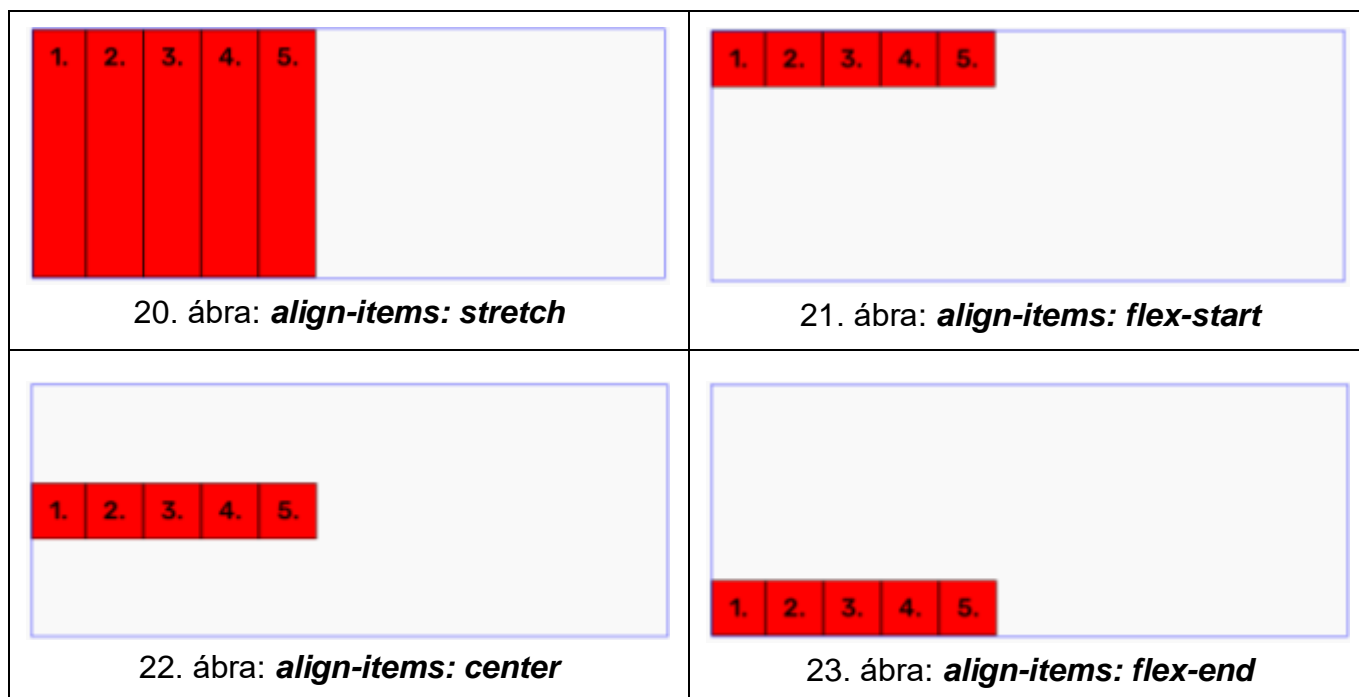 1. 2. 3. 4. 5.
20. ábra: align-items: stretch
1. 2. 3. 4. 5.
21. ábra: align-items: flex-start
1. 2. 3. 4. 5.
22. ábra: align-items: center
1. 2. 3. 4. 5.
23. ábra: align-items: flex-end